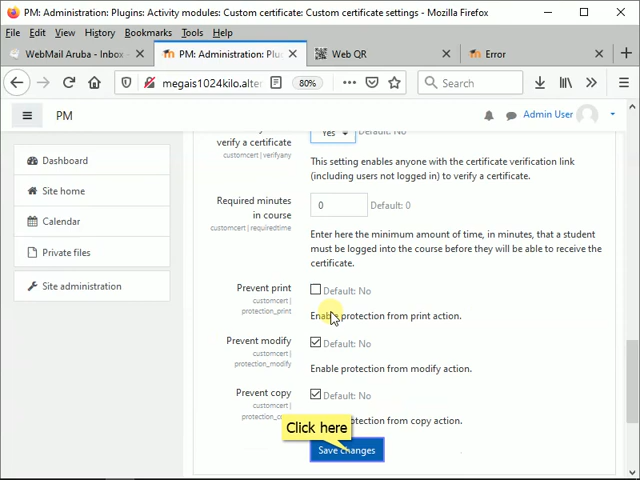 PM: Administration: Plugins: Activity modules: Custom certificate: Custom certificate settings - Mozilla Firefox
File Edit View History Bookmarks Tools Help
WebMail Aruba - Inbox
PM: Administration: Plu
Web QR
Error
megais1024kilo.alter
80%
Search
PM
Admin User
Dashboard
Site home
Calendar
Private files
Site administration
verify a certificate
customcert | verifyany
Yes
Default: No
This setting enables anyone with the certificate verification link
(including users not logged in) to verify a certificate.
Required minutes
in course
customcert | requiredtime
0
Default: 0
Enter here the minimum amount of time, in minutes, that a student
must be logged into the course before they will be able to receive the
certificate.
Prevent print
customcert |
protection_print
Default: No
Enable protection from print action.
Prevent modify
customcert |
protection_modify
Default: No
Enable protection from modify action.
Prevent copy
customcert |
Default: No
protection from copy action.
Click here
Save changes